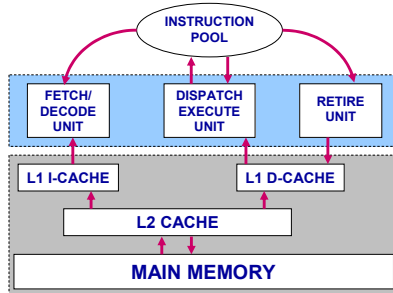 INSTRUCTION
POOL
FETCH/
DECODE
UNIT
DISPATCH
EXECUTE
UNIT
RETIRE
UNIT
L1 I-CACHE
L1 D-CACHE
L2 CACHE
MAIN MEMORY